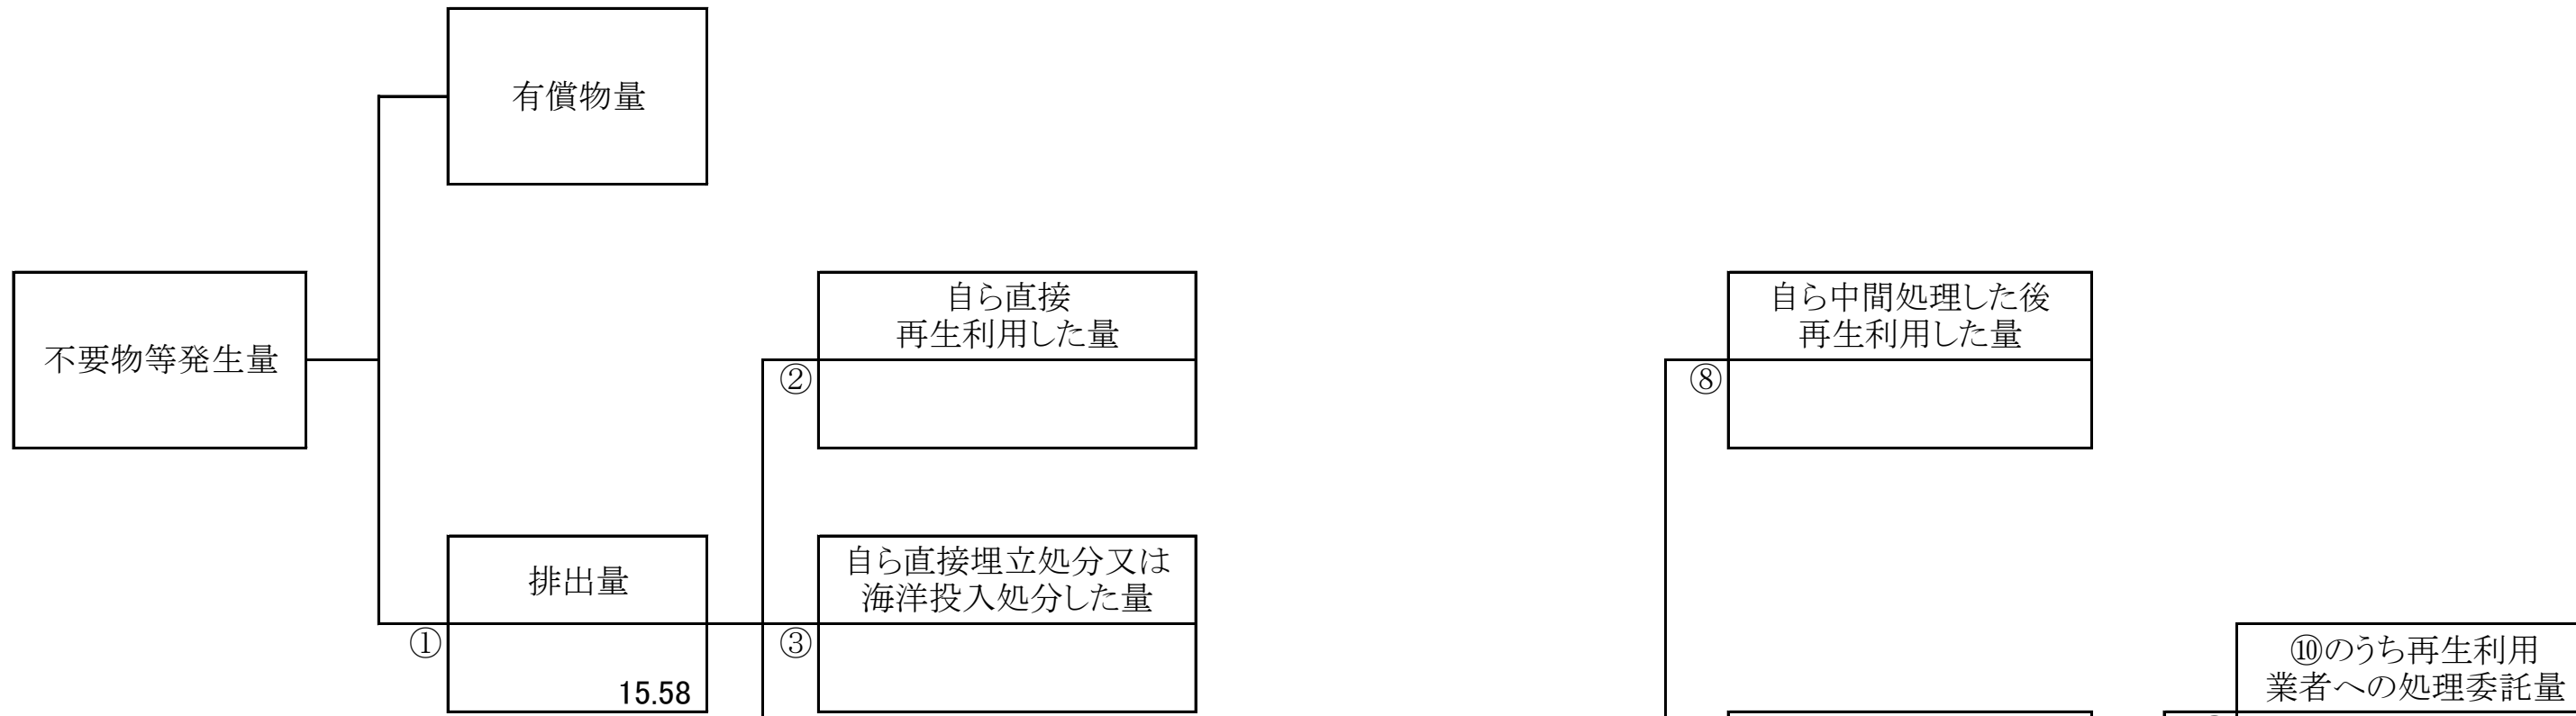 有償物量
不要物等発生量
自ら直接
再生利用した量
②
自ら中間処理した後
再生利用した量
⑧
排出量
①
15.58
自ら直接埋立処分又は
海洋投入処分した量
③
⑩のうち再生利用
業者への処理委託量